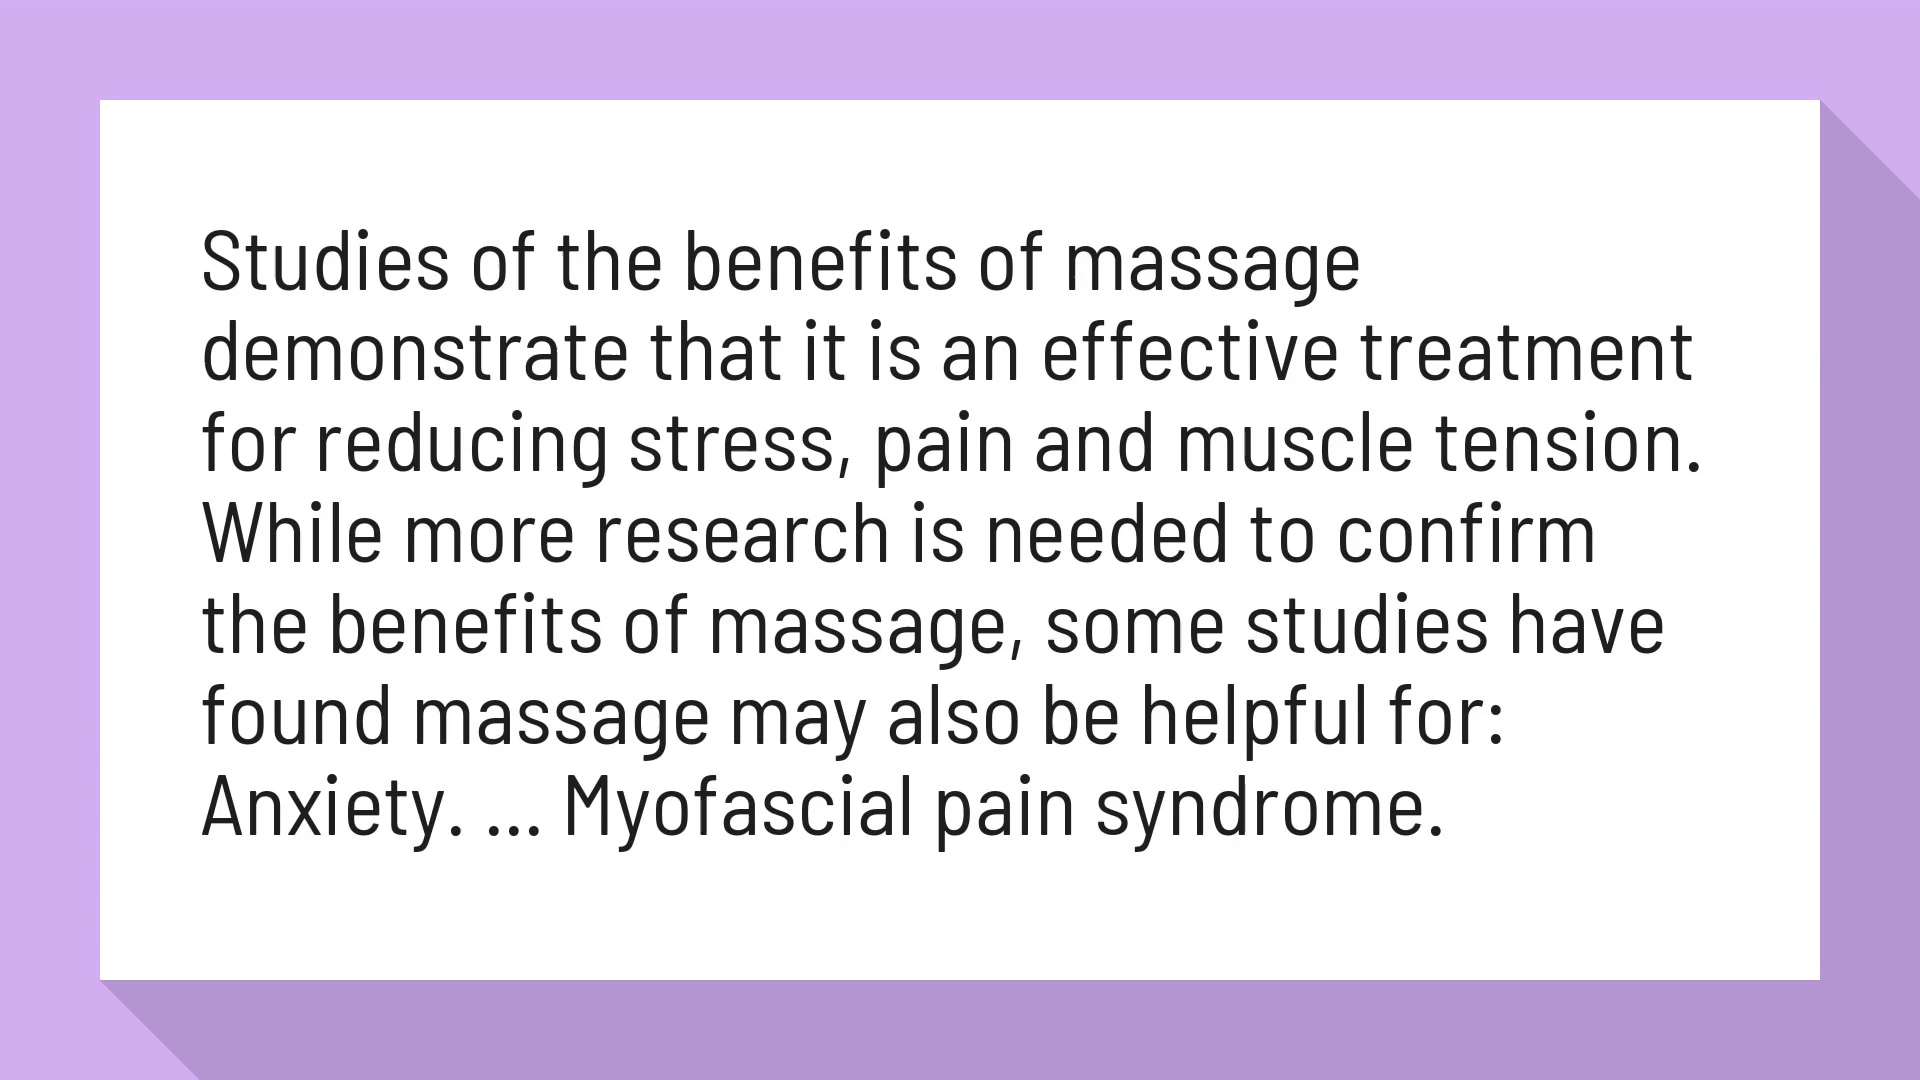 Studies of the benefits of massage
demonstrate that it is an effective treatment
for reducing stress, pain and muscle tension.
While more research is needed to confirm
the benefits of massage, some studies have
found massage may also be helpful for:
Anxiety. ... Myofascial pain syndrome.